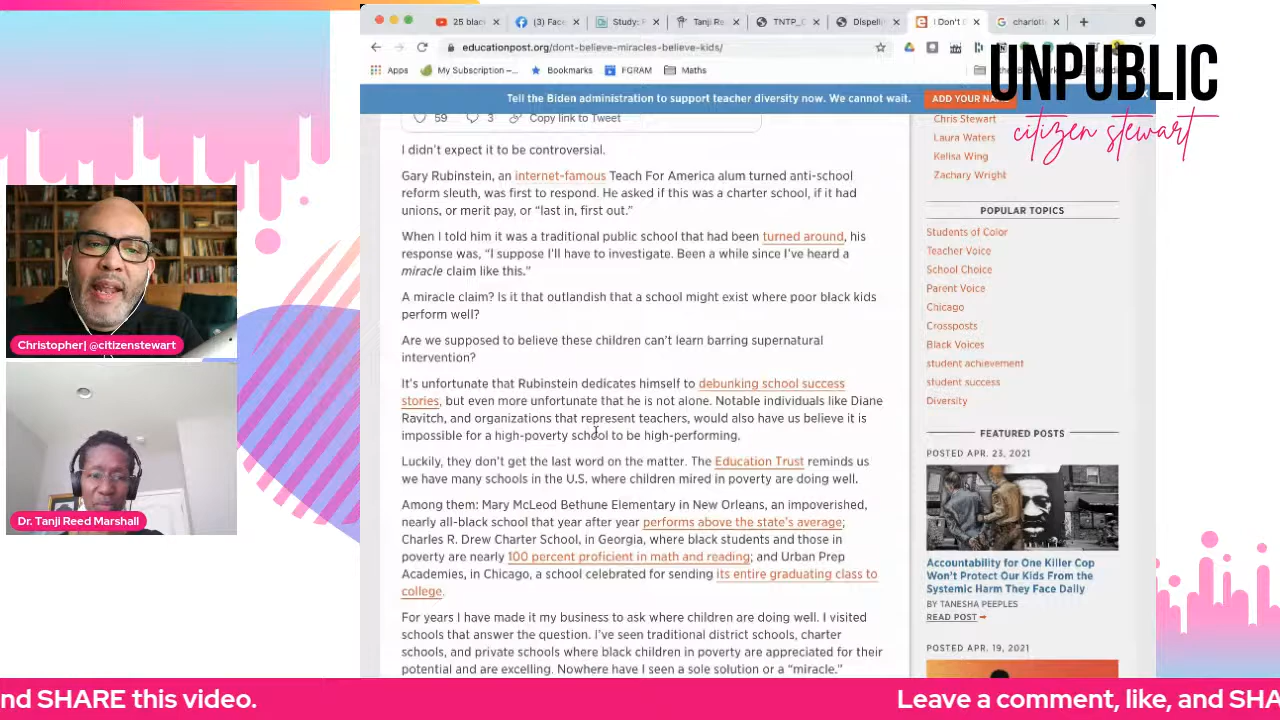 25 blac
(3) Face
Study:
Tanji Re
TNTP_
Dispelli
I Don't
charlott
educationpost.org/dont-believe-miracles-believe-kids/
Apps
My Subscription –...
Bookmarks
FGRAM
Maths
UNPUBLIC
citizen stewart
Tell the Biden administration to support teacher diversity now. We cannot wait.
ADD YOUR NA
59
3
Copy link to Tweet
I didn't expect it to be controversial.
Gary Rubinstein, an internet-famous Teach For America alum turned anti-school
reform sleuth, was first to respond. He asked if this was a charter school, if it had
unions, or merit pay, or "last in, first out."
When I told him it was a traditional public school that had been turned around, his
response was, "I suppose I'll have to investigate. Been a while since I've heard a
miracle claim like this."
A miracle claim? Is it that outlandish that a school might exist where poor black kids
perform well?
Are we supposed to believe these children can't learn barring supernatural
intervention?
It's unfortunate that Rubinstein dedicates himself to debunking school success
stories, but even more unfortunate that he is not alone. Notable individuals like Diane
Ravitch, and organizations that represent teachers, would also have us believe it is
impossible for a high-poverty school to be high-performing.
Luckily, they don't get the last word on the matter. The Education Trust reminds us
we have many schools in the U.S. where children mired in poverty are doing well.
Among them: Mary McLeod Bethune Elementary in New Orleans, an impoverished,
nearly all-black school that year after year performs above the state's average;
Charles R. Drew Charter School, in Georgia, where black students and those in
poverty are nearly 100 percent proficient in math and reading; and Urban Prep
Academies, in Chicago, a school celebrated for sending its entire graduating class to
college.
For years I have made it my business to ask where children are doing well. I visited
schools that answer the question. I've seen traditional district schools, charter
schools, and private schools where black children in poverty are appreciated for their
potential and are excelling. Nowhere have I seen a sole solution or a "miracle."
Chris Stewart
Laura Waters
Kelisa Wing
Zachary Wright
POPULAR TOPICS
Students of Color
Teacher Voice
School Choice
Parent Voice
Chicago
Crossposts
Black Voices
student achievement
student success
Diversity
FEATURED POSTS
POSTED APR. 23, 2021
Accountability for One Killer Cop
Won't Protect Our Kids From the
Systemic Harm They Face Daily
BY TANESHA PEEPLES
READ POST
POSTED APR. 19, 2021
Christopher| @citizenstewart
Dr. Tanji Reed Marshall
nd SHARE this video.
Leave a comment, like, and SHA